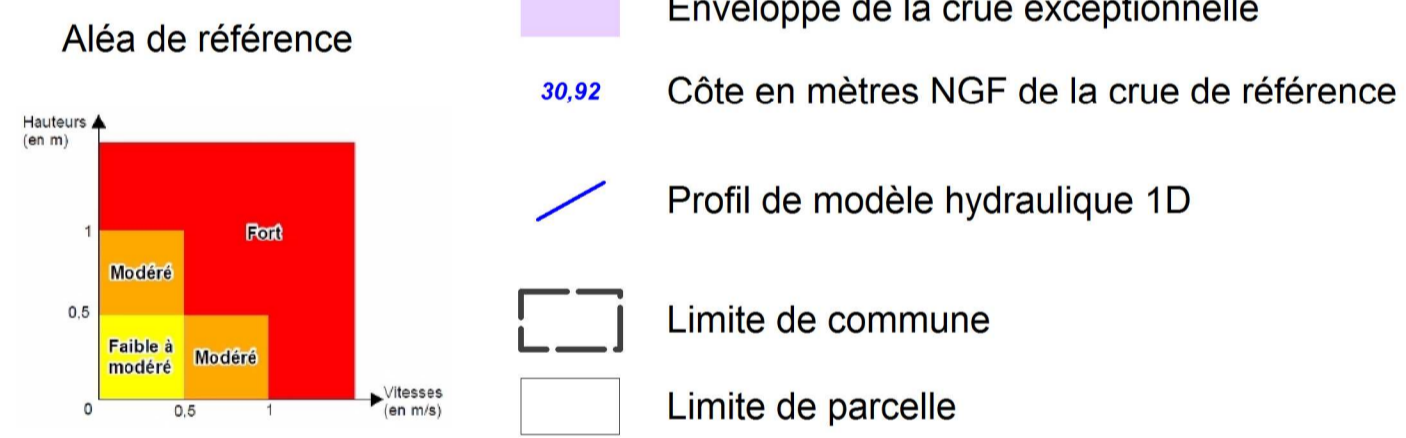 Aléa de référence
Hauteurs
(en m)
1
Fort
Modéré
0,5
Faible à
modéré
Modéré
0
0,5
1
Vitesses
(en m/s)
Enveloppe de la crue exceptionnelle
30,92
Côte en mètres NGF de la crue de référence
Profil de modèle hydraulique 1D
Limite de commune
Limite de parcelle